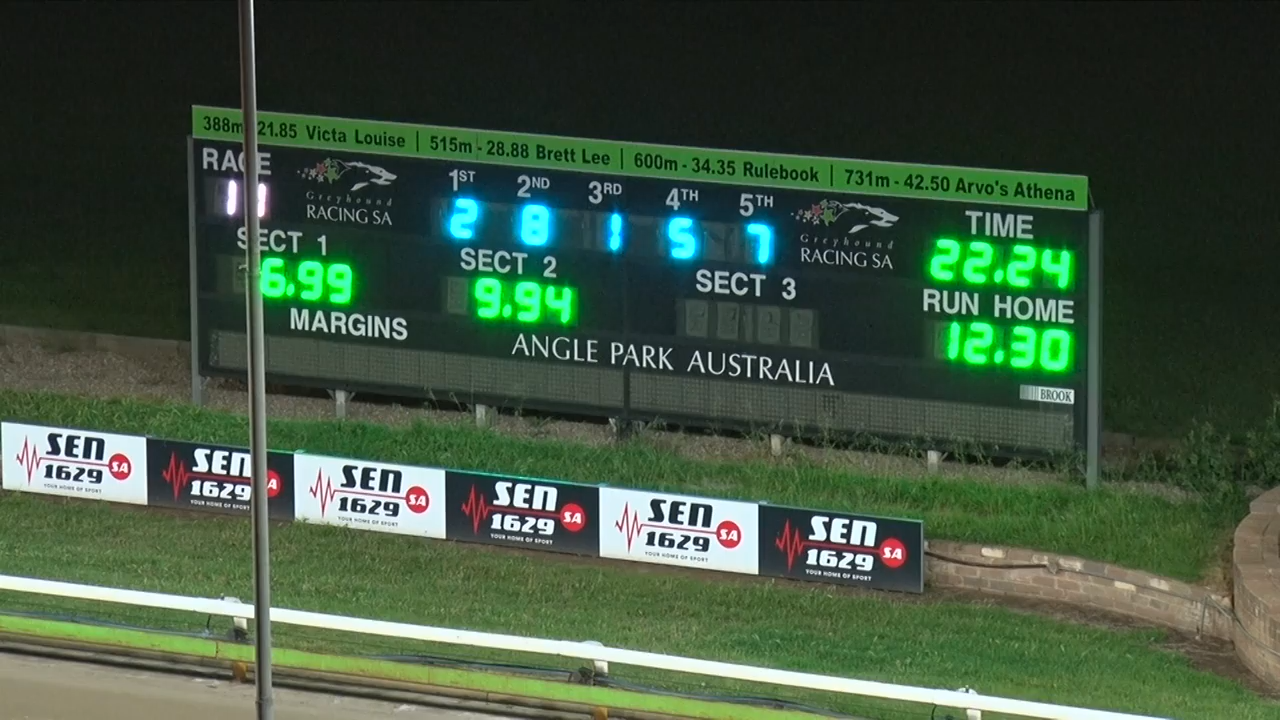 388m 21.85 Victa Louise | 515m - 28.88 Brett Lee | 600m - 34.35 Rulebook | 731m - 42.50 Arvo's Athena
RACE
11
Greyhound
RACING SA
1ST 2ND 3RD 4TH 5TH
2 8 1 5 7
Greyhound
RACING SA
TIME
22.24
SECT 1
6.99
SECT 2
9.94
SECT 3
RUN HOME
12.30
MARGINS
ANGLE PARK AUSTRALIA
BROOK
SEN
1629 SA
YOUR HOME OF SPORT
SEN
1629 SA
YOUR HOME OF SPORT
SEN
1629 SA
YOUR HOME OF SPORT
SEN
1629 SA
YOUR HOME OF SPORT
SEN
1629 SA
YOUR HOME OF SPORT
SEN
1629 SA
YOUR HOME OF SPORT